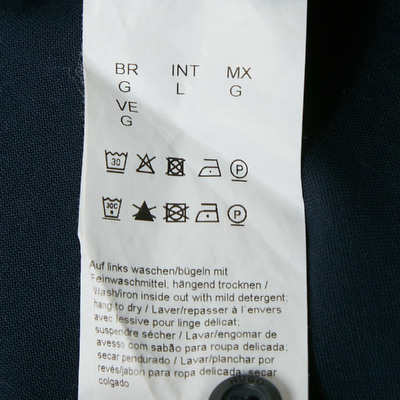 BR INT MX
G L G
VE
G
30 P
30C P
Auf links waschen/bügeln mit
Feinwaschmittel; hängend trocknen /
Wash/iron inside out with mild detergent;
hang to dry / Laver/repasser à l´envers
avec lessive pour linge délicat;
suspendre sécher / Lavar/engomar de
avesso com sabão para roupa delicada;
secar pendurado / Lavar/planchar por
revés/jabón para ropa delicada, secar
colgado
HUGO